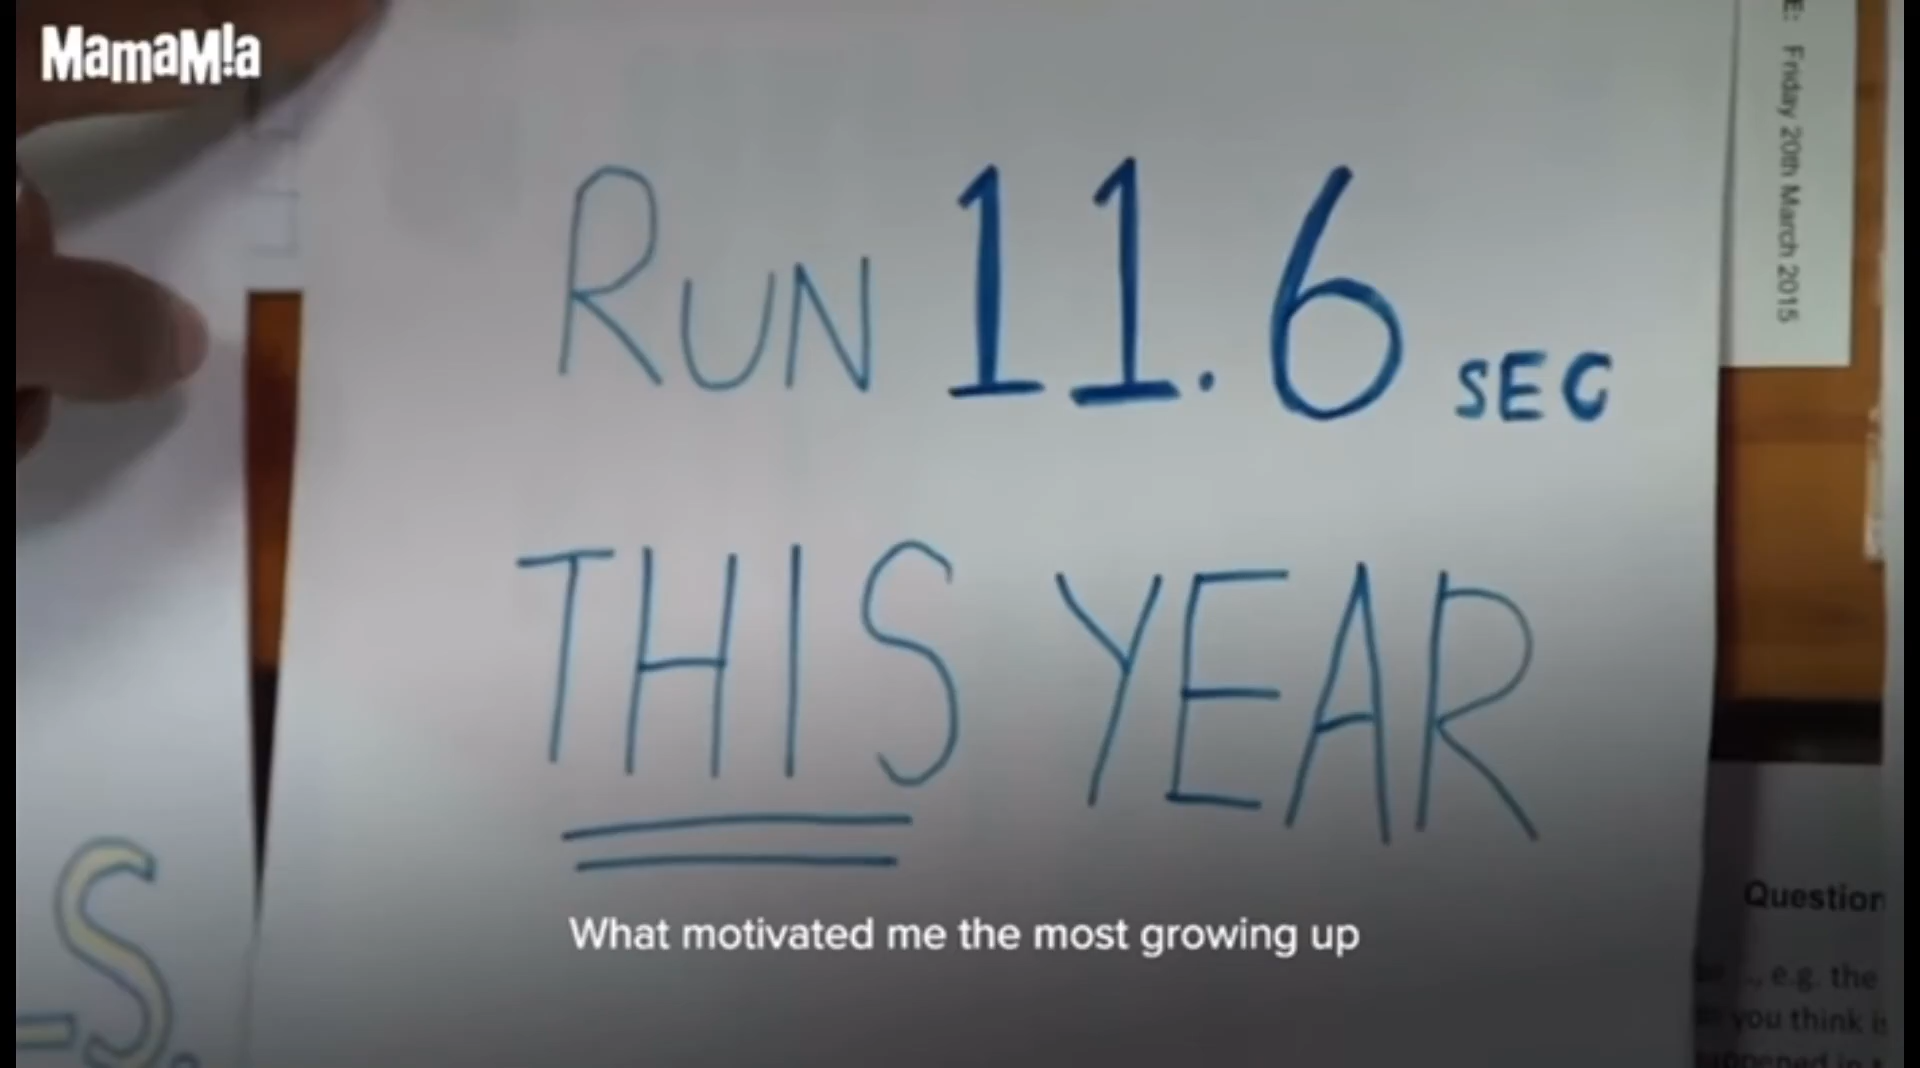 MamaMia
E: Friday 20th March 2015
RUN 11.6 SEC
THIS YEAR
S.
What motivated me the most growing up
Question
., e.g. the
you think